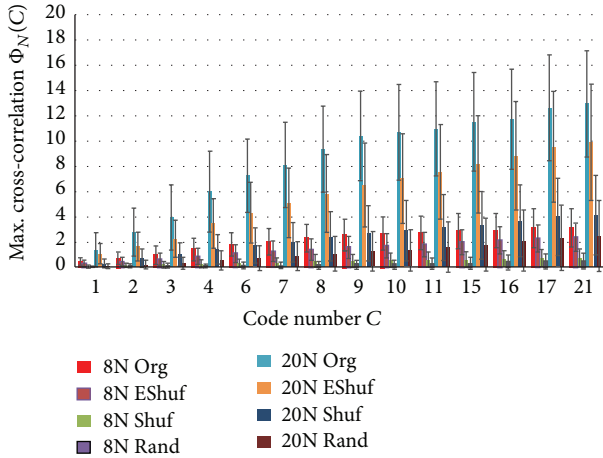 20
18
16
14
12
10
8
6
4
2
0
Max. cross-correlation Φ_N(C)
1 2 3 4 6 7 8 9 10 11 15 16 17 21
Code number C
8N Org
8N EShuf
8N Shuf
8N Rand
20N Org
20N EShuf
20N Shuf
20N Rand